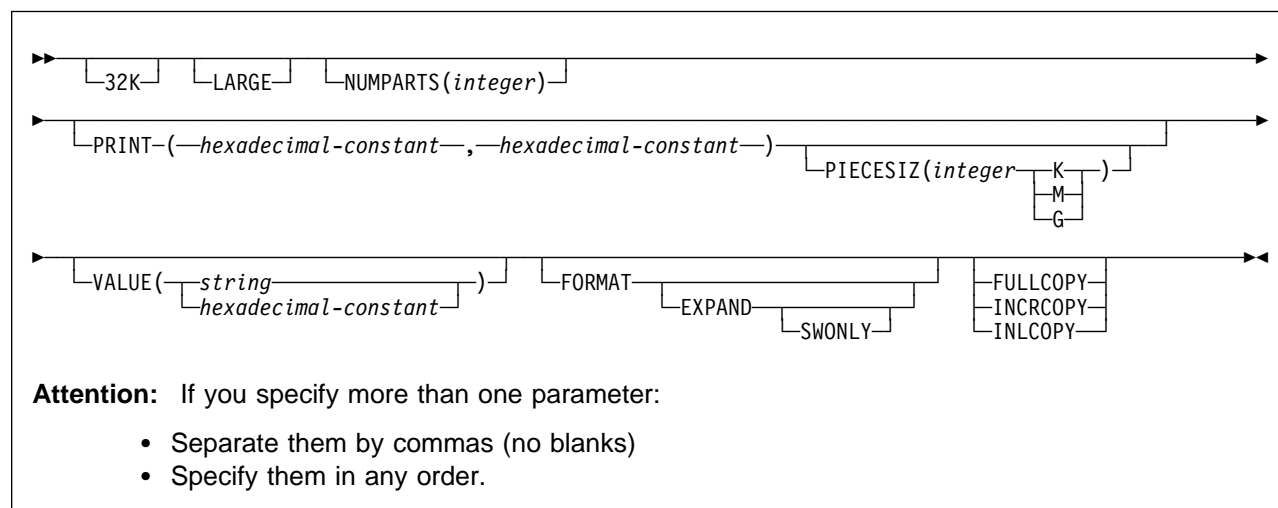 32K LARGE NUMPARTS(integer)
PRINT (hexadecimal-constant , hexadecimal-constant )
PIECESIZ(integer K )
M
G
VALUE( string )
hexadecimal-constant
FORMAT
EXPAND
SWONLY
FULLCOPY
INCRCOPY
INLCOPY
Attention: If you specify more than one parameter:
• Separate them by commas (no blanks)
• Specify them in any order.